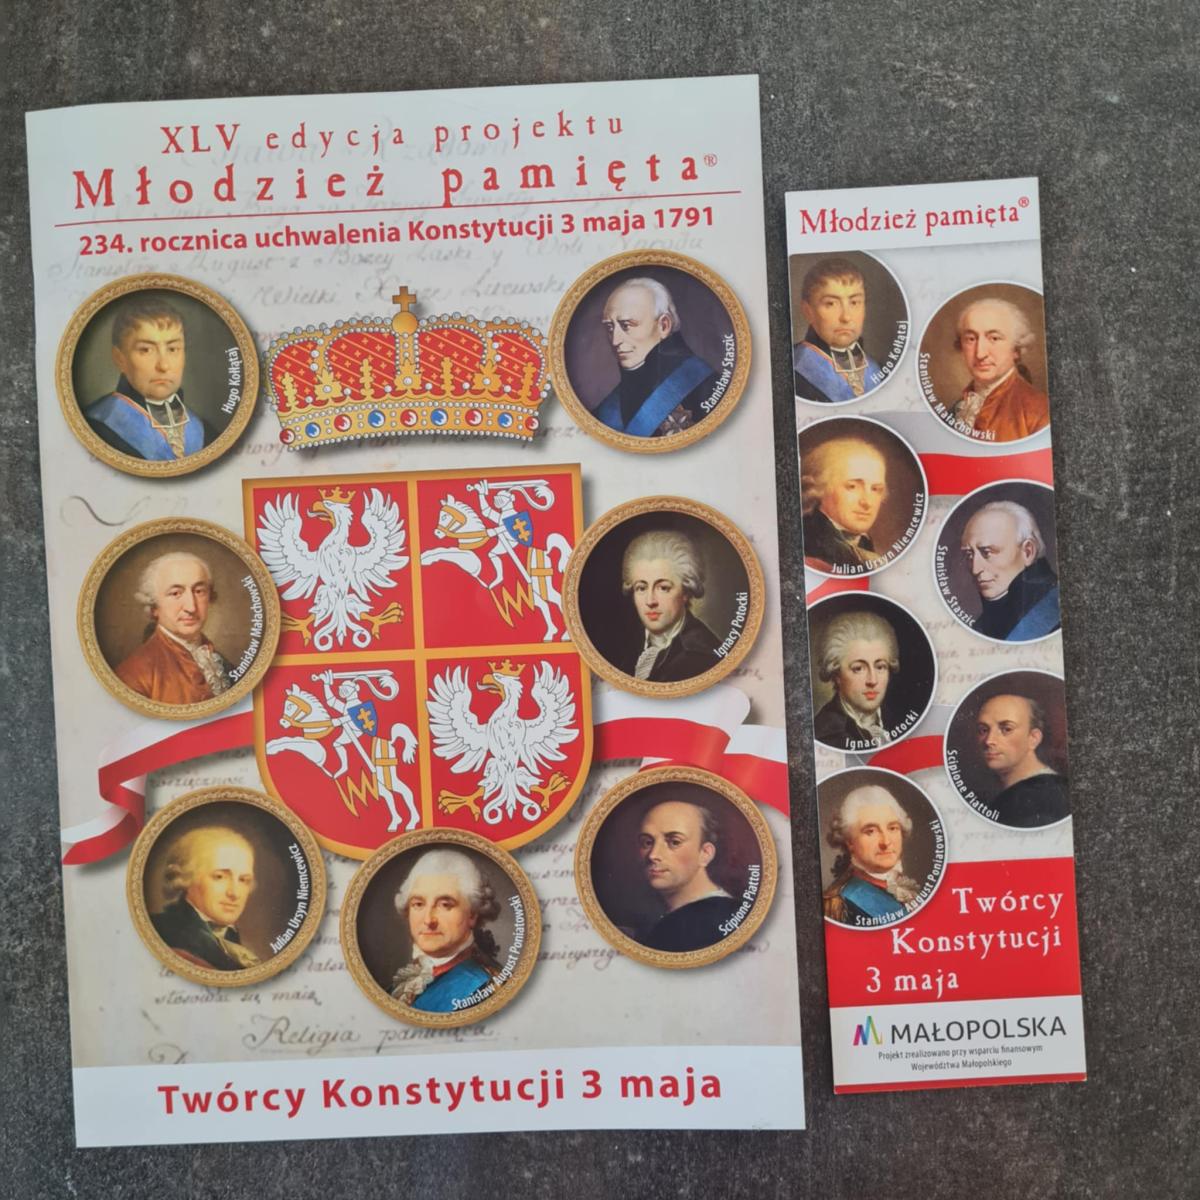 XLV edycja projektu
Młodzież pamięta®
234. rocznica uchwalenia Konstytucji 3 maja 1791
Hugo Kołłątaj
Stanisław Staszic
Stanisław Małachowski
Ignacy Potocki
Julian Ursyn Niemcewicz
Stanisław August Poniatowski
Scipione Piattoli
Religia panująca
Twórcy Konstytucji 3 maja
Młodzież pamięta®
Hugo Kołłątaj
Stanisław Małachowski
Julian Ursyn Niemcewicz
Stanisław Staszic
Ignacy Potocki
Scipione Piattoli
Stanisław August Poniatowski
Twórcy
Konstytucji
3 maja
MAŁOPOLSKA
Projekt zrealizowano przy wsparciu finansowym
Województwa Małopolskiego